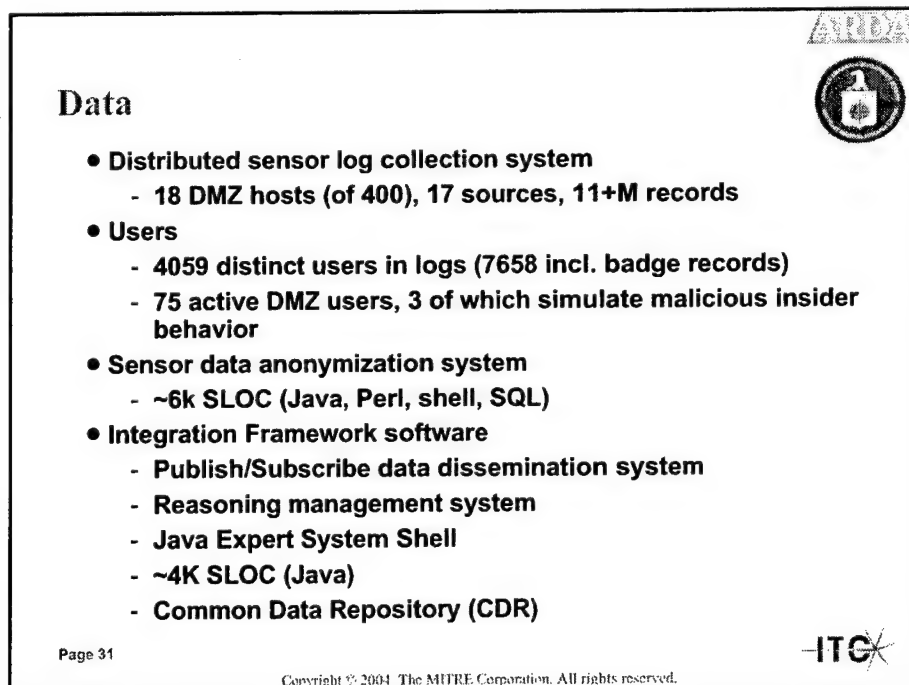 ARDA
Data
• Distributed sensor log collection system
- 18 DMZ hosts (of 400), 17 sources, 11+M records
• Users
- 4059 distinct users in logs (7658 incl. badge records)
- 75 active DMZ users, 3 of which simulate malicious insider
behavior
• Sensor data anonymization system
- ~6k SLOC (Java, Perl, shell, SQL)
• Integration Framework software
- Publish/Subscribe data dissemination system
- Reasoning management system
- Java Expert System Shell
- ~4K SLOC (Java)
- Common Data Repository (CDR)
Page 31
ITC
Copyright © 2004 The MITRE Corporation. All rights reserved.